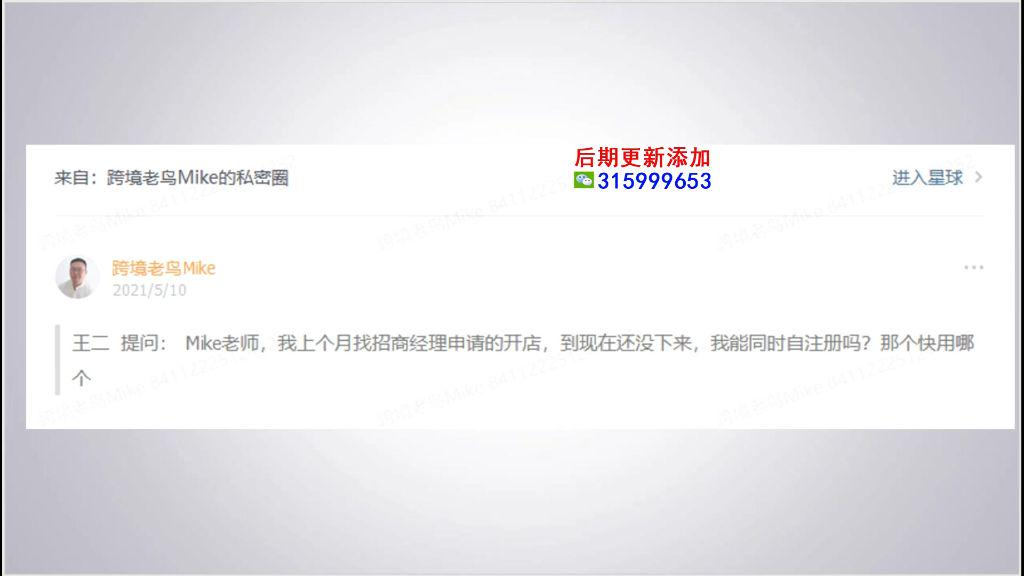 后期更新添加
来自：跨境老鸟Mike的私密圈
315999653
进入星球
跨境老鸟Mike
2021/5/10
王二 提问： Mike老师，我上个月找招商经理申请的开店，到现在还没下来，我能同时自注册吗？那个快用哪
个